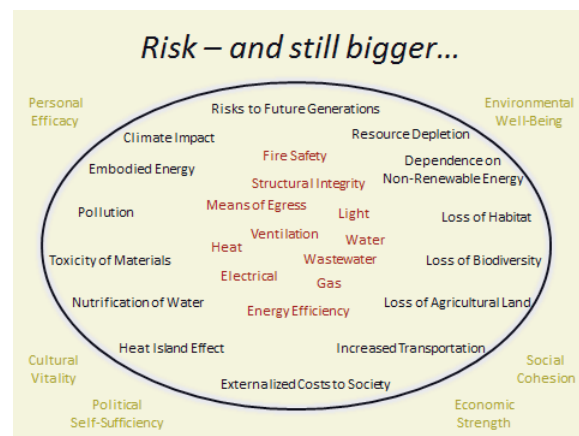 Risk – and still bigger...
Personal
Efficacy
Environmental
Well-Being
Risks to Future Generations
Climate Impact
Resource Depletion
Fire Safety
Embodied Energy
Dependence on
Non-Renewable Energy
Structural Integrity
Means of Egress
Pollution
Light
Loss of Habitat
Ventilation
Water
Heat
Wastewater
Toxicity of Materials
Loss of Biodiversity
Electrical
Gas
Nutrification of Water
Energy Efficiency
Loss of Agricultural Land
Heat Island Effect
Increased Transportation
Cultural
Vitality
Social
Cohesion
Externalized Costs to Society
Political
Self-Sufficiency
Economic
Strength